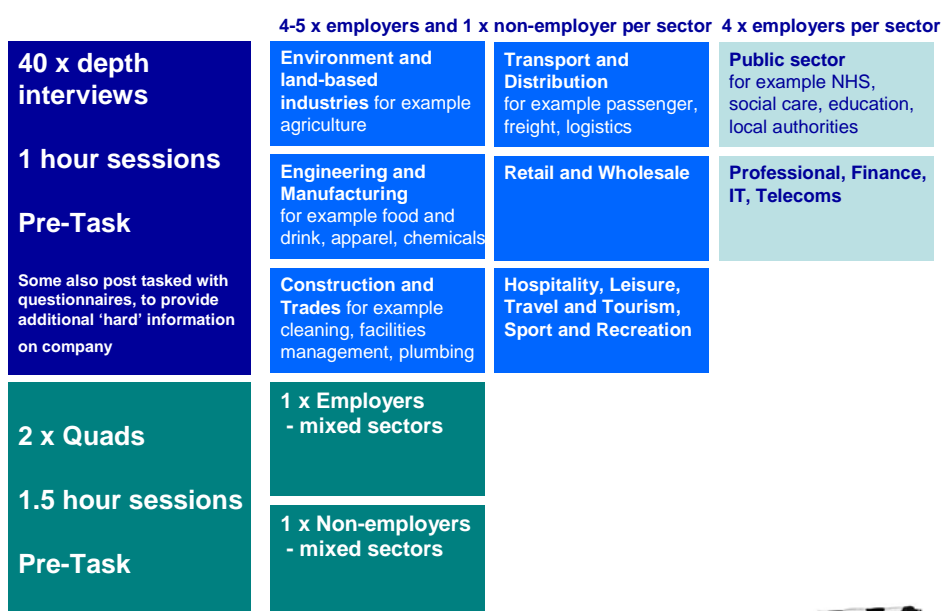 4-5 x employers and 1 x non-employer per sector
4 x employers per sector
40 x depth
interviews
1 hour sessions
Pre-Task
Some also post tasked with
questionnaires, to provide
additional ‘hard’ information
on company
Environment and
land-based
industries for example
agriculture
Transport and
Distribution
for example passenger,
freight, logistics
Public sector
for example NHS,
social care, education,
local authorities
Engineering and
Manufacturing
for example food and
drink, apparel, chemicals
Retail and Wholesale
Professional, Finance,
IT, Telecoms
Construction and
Trades for example
cleaning, facilities
management, plumbing
Hospitality, Leisure,
Travel and Tourism,
Sport and Recreation
2 x Quads
1.5 hour sessions
Pre-Task
1 x Employers
- mixed sectors
1 x Non-employers
- mixed sectors